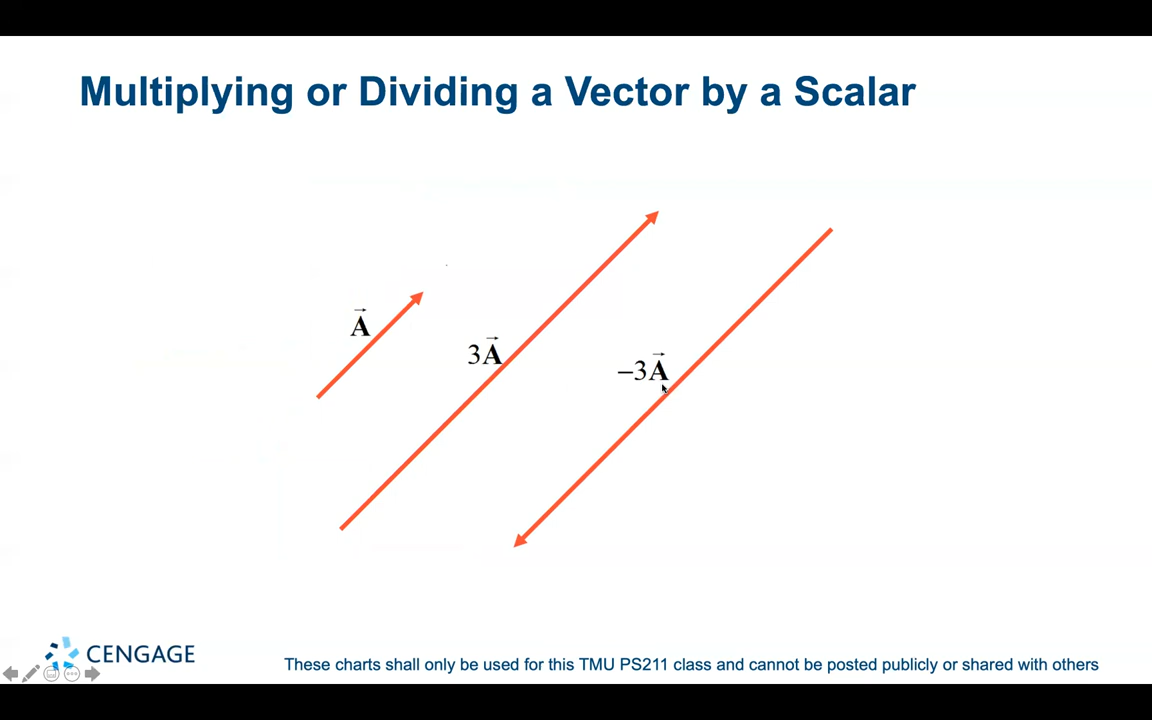 Multiplying or Dividing a Vector by a Scalar
A⃗
3A⃗
–3A⃗
CENGAGE
These charts shall only be used for this TMU PS211 class and cannot be posted publicly or shared with others